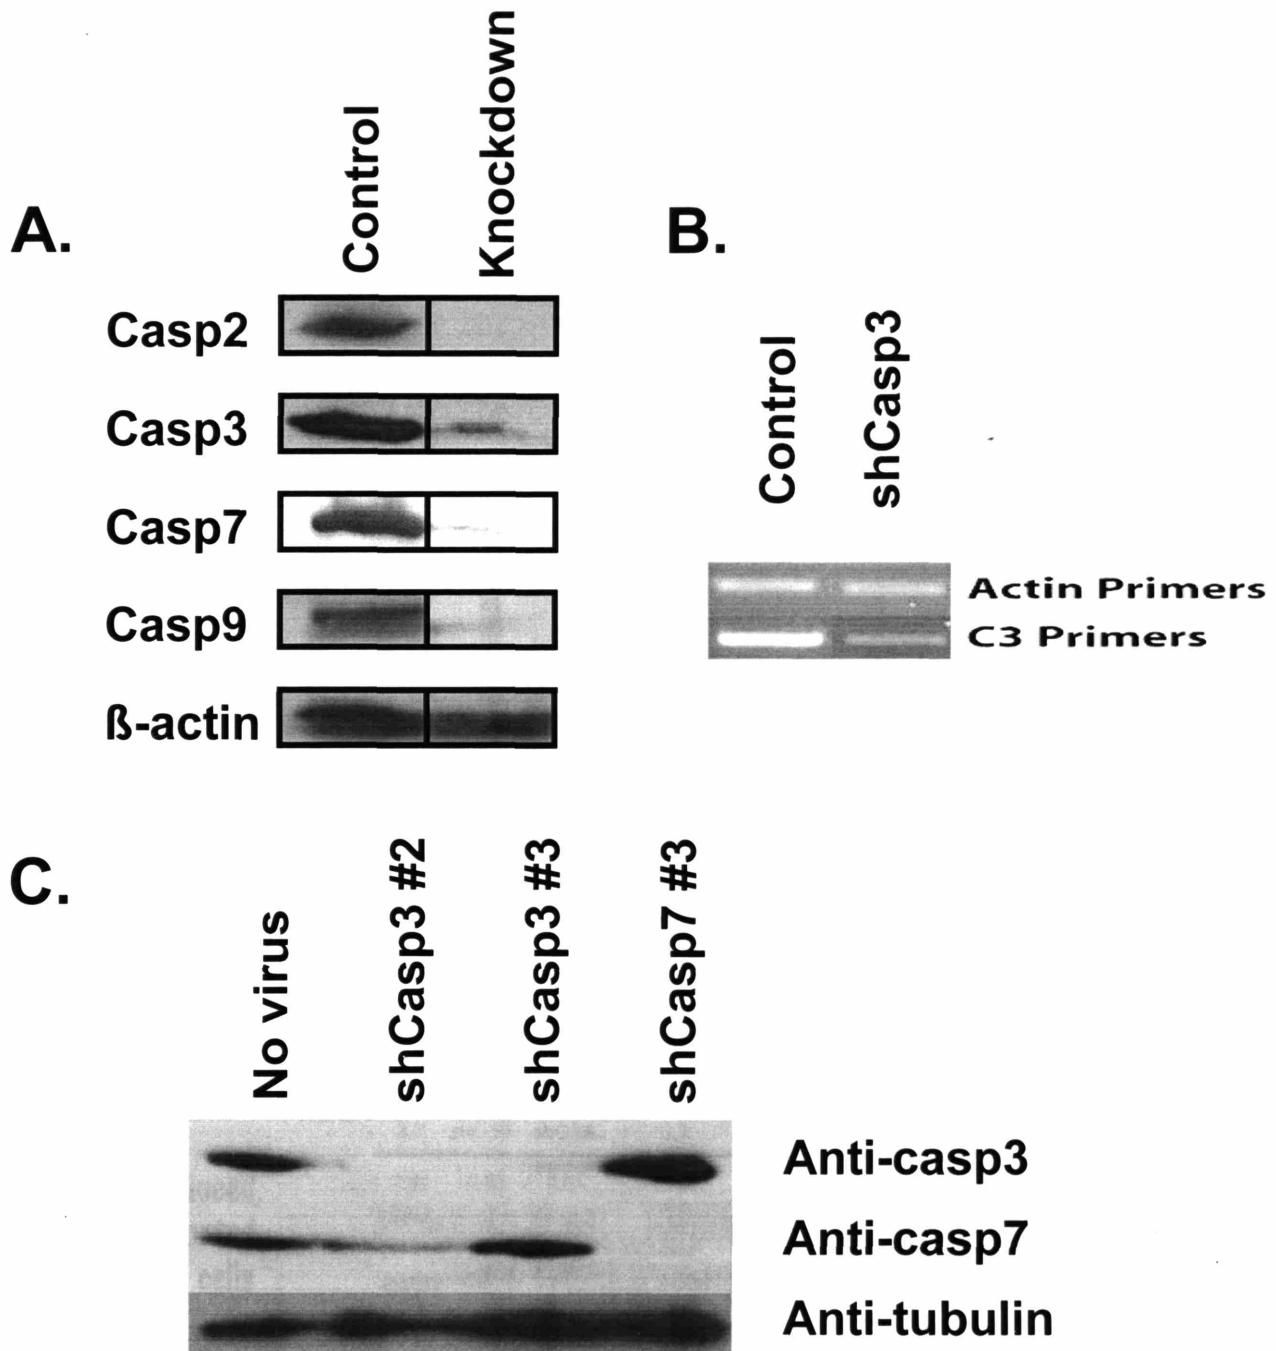 A.
Control
Knockdown
Casp2
Casp3
Casp7
Casp9
ß-actin
B.
Control
shCasp3
Actin Primers
C3 Primers
C.
No virus
shCasp3 #2
shCasp3 #3
shCasp7 #3
Anti-casp3
Anti-casp7
Anti-tubulin